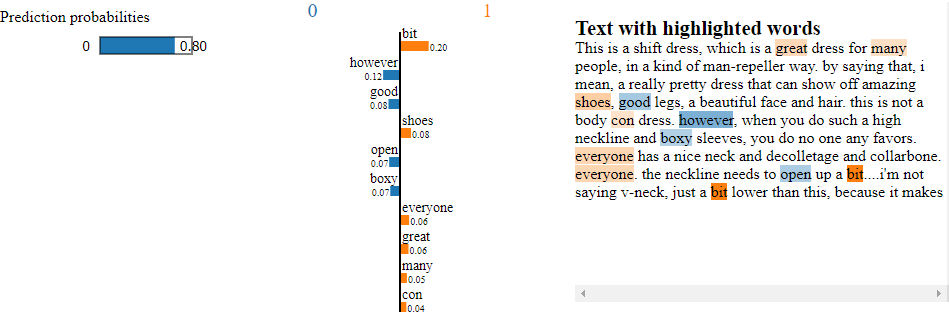 Prediction probabilities
0 0.80
0 1
bit
0.20
however
0.12
good
0.08
shoes
0.08
open
0.07
boxy
0.07
everyone
0.06
great
0.06
many
0.05
con
0.04
Text with highlighted words
This is a shift dress, which is a great dress for many
people, in a kind of man-repeller way. by saying that, i
mean, a really pretty dress that can show off amazing
shoes, good legs, a beautiful face and hair. this is not a
body con dress. however, when you do such a high
neckline and boxy sleeves, you do no one any favors.
everyone has a nice neck and decolletage and collarbone.
everyone. the neckline needs to open up a bit....i'm not
saying v-neck, just a bit lower than this, because it makes